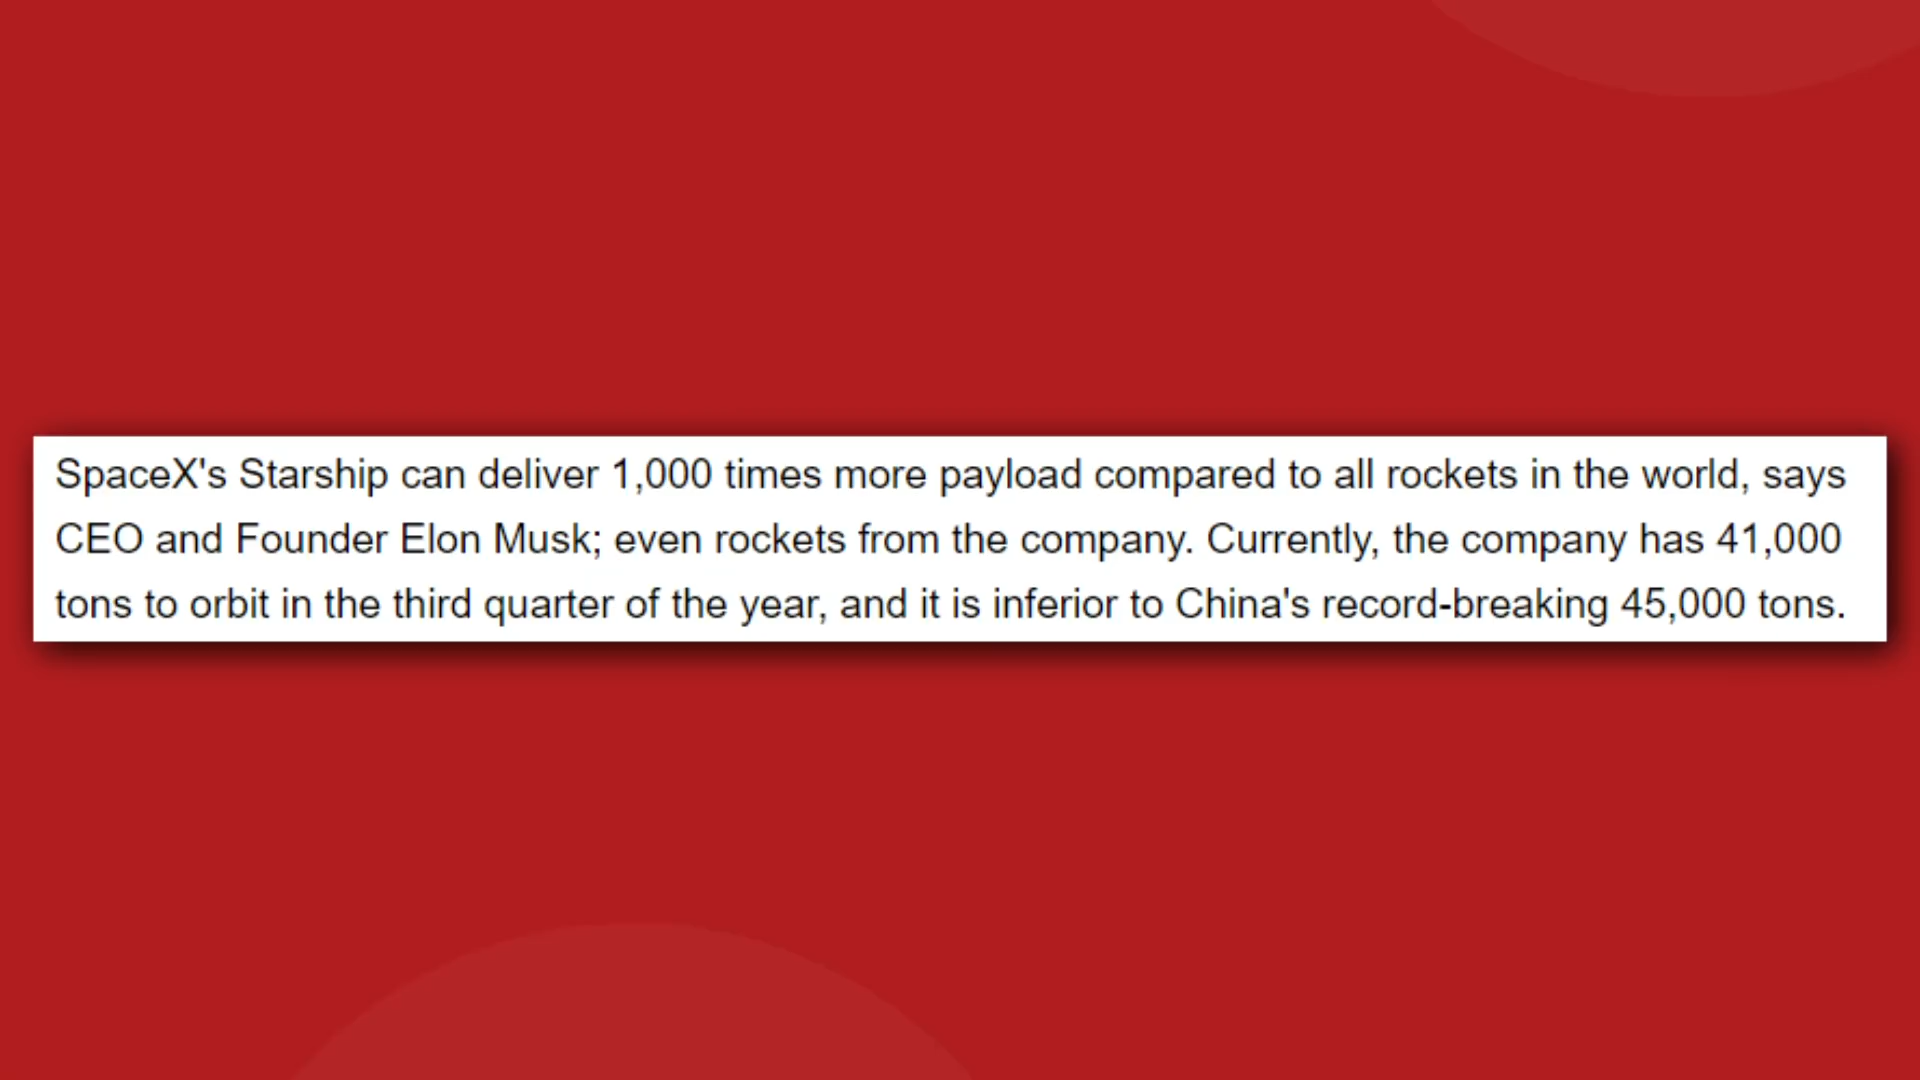 SpaceX's Starship can deliver 1,000 times more payload compared to all rockets in the world, says
CEO and Founder Elon Musk; even rockets from the company. Currently, the company has 41,000
tons to orbit in the third quarter of the year, and it is inferior to China's record-breaking 45,000 tons.